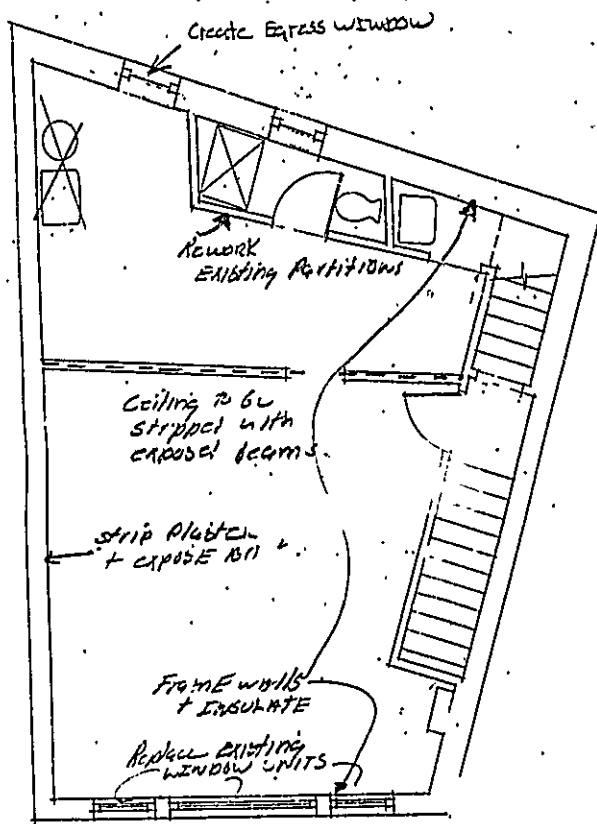 Create Egress WINDOW
Rework
Existing Partitions
Ceiling to be
stripped with
exposed beams
strip Plaster
+ expose
Frame walls
+ INSULATE
Replace existing
WINDOW UNITS